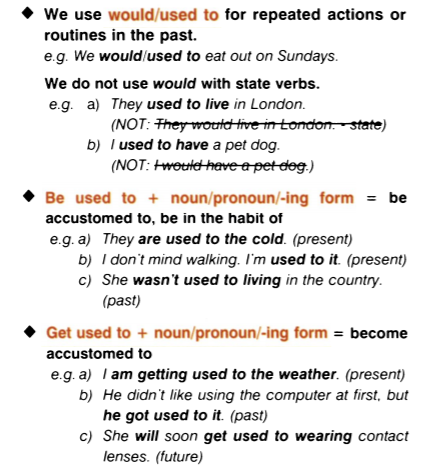 ◆ We use would/used to for repeated actions or
routines in the past.
e.g. We would/used to eat out on Sundays.
We do not use would with state verbs.
e.g. a) They used to live in London.
(NOT: They would live in London. - state)
b) I used to have a pet dog.
(NOT: I would have a pet dog.)
◆ Be used to + noun/pronoun/-ing form = be
accustomed to, be in the habit of
e.g. a) They are used to the cold. (present)
b) I don't mind walking. I'm used to it. (present)
c) She wasn't used to living in the country.
(past)
◆ Get used to + noun/pronoun/-ing form = become
accustomed to
e.g. a) I am getting used to the weather. (present)
b) He didn't like using the computer at first, but
he got used to it. (past)
c) She will soon get used to wearing contact
lenses. (future)